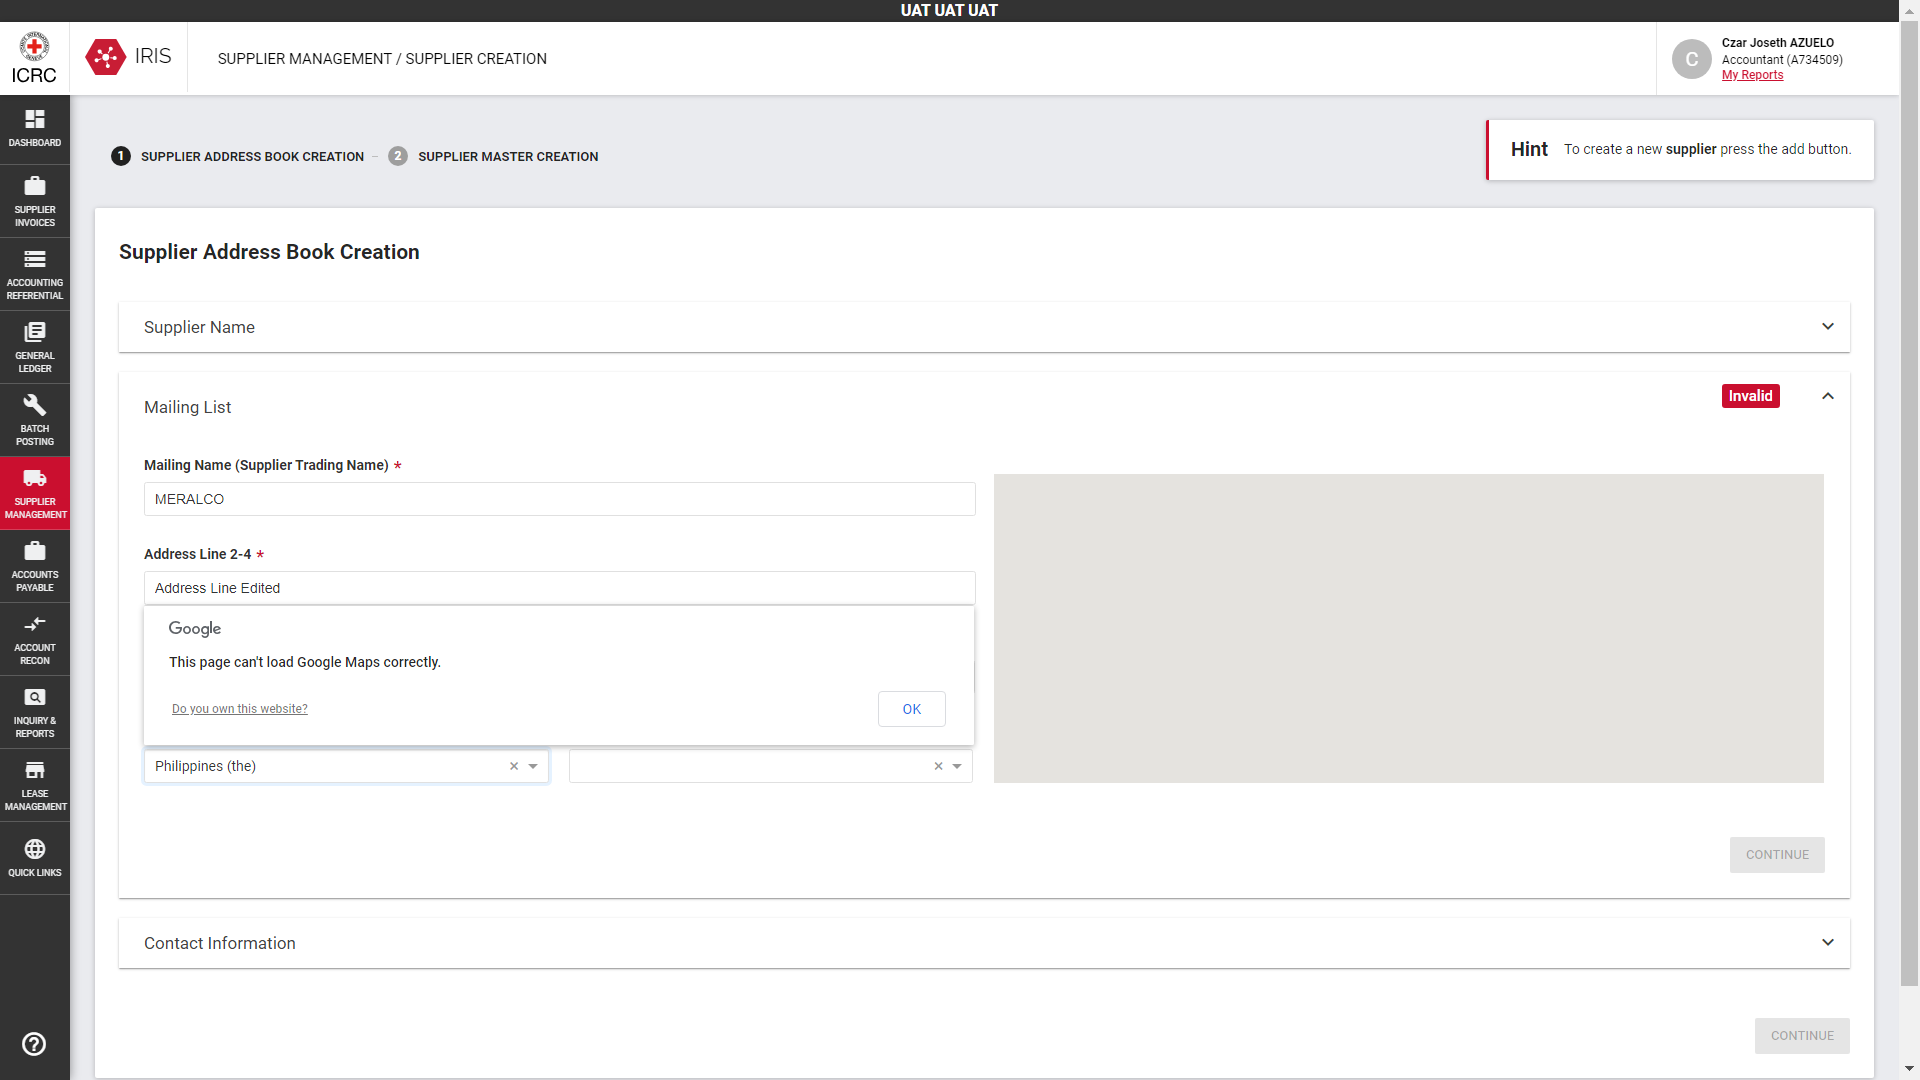 UAT UAT UAT
ICRC
IRIS
SUPPLIER MANAGEMENT / SUPPLIER CREATION
C
Czar Joseth AZUELO
Accountant (A734509)
My Reports
DASHBOARD
SUPPLIER
INVOICES
ACCOUNTING
REFERENTIAL
GENERAL
LEDGER
BATCH
POSTING
SUPPLIER
MANAGEMENT
ACCOUNTS
PAYABLE
ACCOUNT
RECON
INQUIRY &
REPORTS
LEASE
MANAGEMENT
QUICK LINKS
1 SUPPLIER ADDRESS BOOK CREATION – 2 SUPPLIER MASTER CREATION
Hint To create a new supplier press the add button.
Supplier Address Book Creation
Supplier Name
Mailing List
Invalid
Mailing Name (Supplier Trading Name) *
MERALCO
Address Line 2-4 *
Address Line Edited
Google
This page can't load Google Maps correctly.
Do you own this website?
OK
Philippines (the)
CONTINUE
Contact Information
CONTINUE